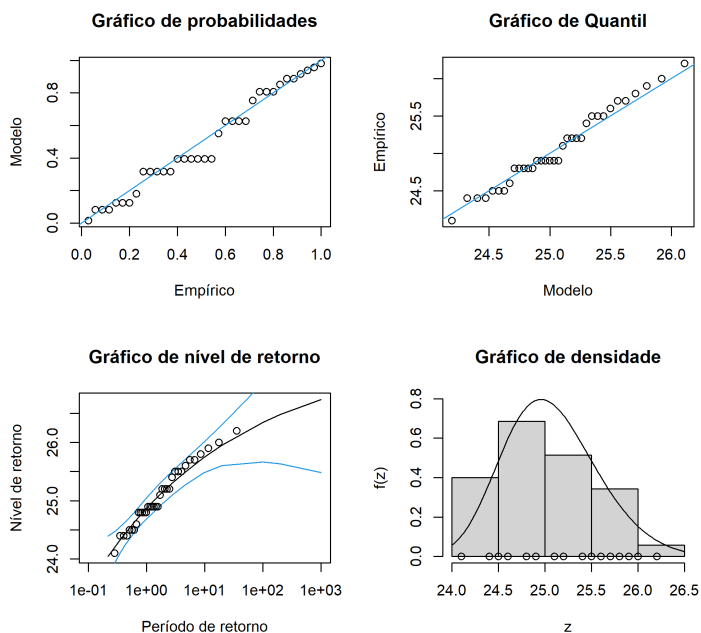 Gráfico de probabilidades
Modelo
0.0
0.4
0.8
0.0
0.2
0.4
0.6
0.8
1.0
Empírico
Gráfico de Quantil
Empírico
24.5
25.5
24.5
25.0
25.5
26.0
Modelo
Gráfico de nível de retorno
Nível de retorno
24.0
25.0
26.0
1e-01
1e+00
1e+01
1e+02
1e+03
Período de retorno
Gráfico de densidade
f(z)
0.0
0.2
0.4
0.6
0.8
24.0
24.5
25.0
25.5
26.0
26.5
z